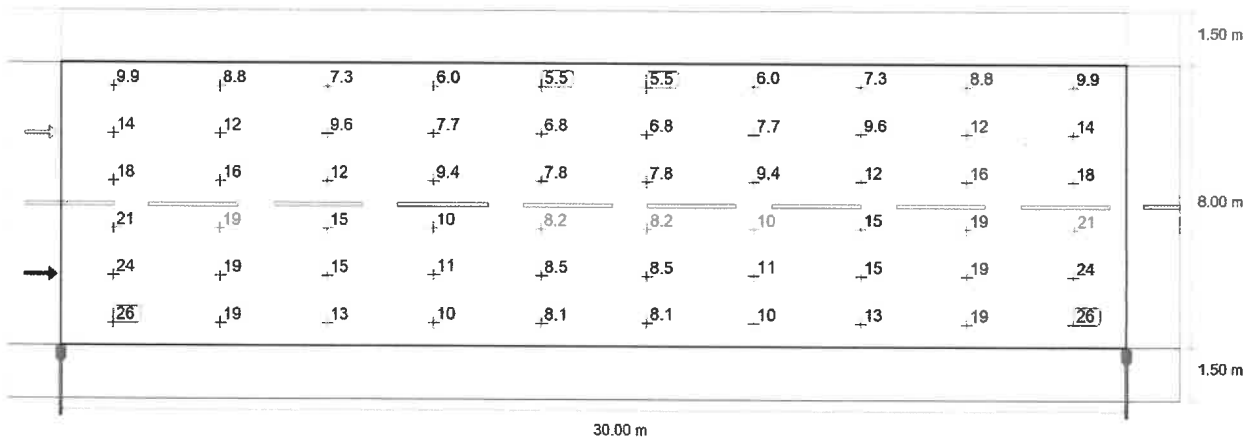 1.50 m
9.9 8.8 7.3 6.0 5.5 5.5 6.0 7.3 8.8 9.9
14 12 9.6 7.7 6.8 6.8 7.7 9.6 12 14
18 16 12 9.4 7.8 7.8 9.4 12 16 18
8.00 m
21 19 15 10 8.2 8.2 10 15 19 21
24 19 15 11 8.5 8.5 11 15 19 24
26 19 13 10 8.1 8.1 10 13 19 26
1.50 m
30.00 m